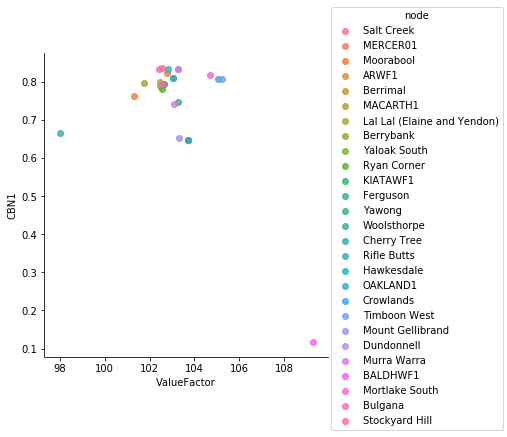 node
Salt Creek
MERCER01
Moorabool
ARWF1
Berrimal
MACARTH1
Lal Lal (Elaine and Yendon)
Berrybank
Yaloak South
Ryan Corner
KIATAWF1
Ferguson
Yawong
Woolsthorpe
Cherry Tree
Rifle Butts
Hawkesdale
OAKLAND1
Crowlands
Timboon West
Mount Gellibrand
Dundonnell
Murra Warra
BALDHWF1
Mortlake South
Bulgana
Stockyard Hill
CBN1
0.8
0.7
0.6
0.5
0.4
0.3
0.2
0.1
98 100 102 104 106 108
ValueFactor